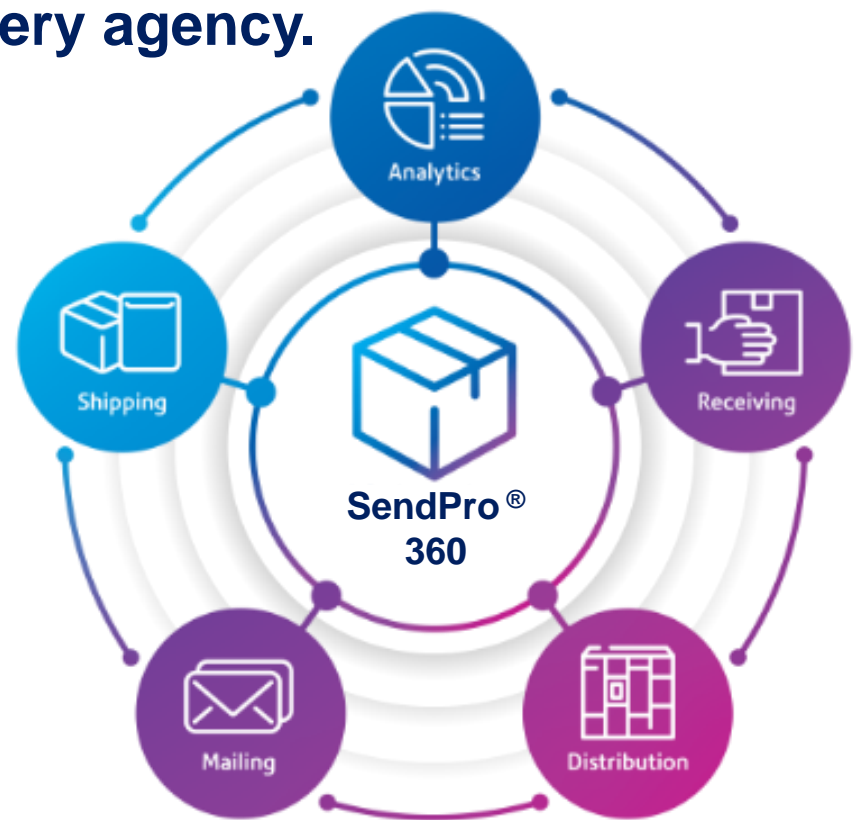 ery agency.
Analytics
Shipping
Receiving
SendPro ®
360
Mailing
Distribution